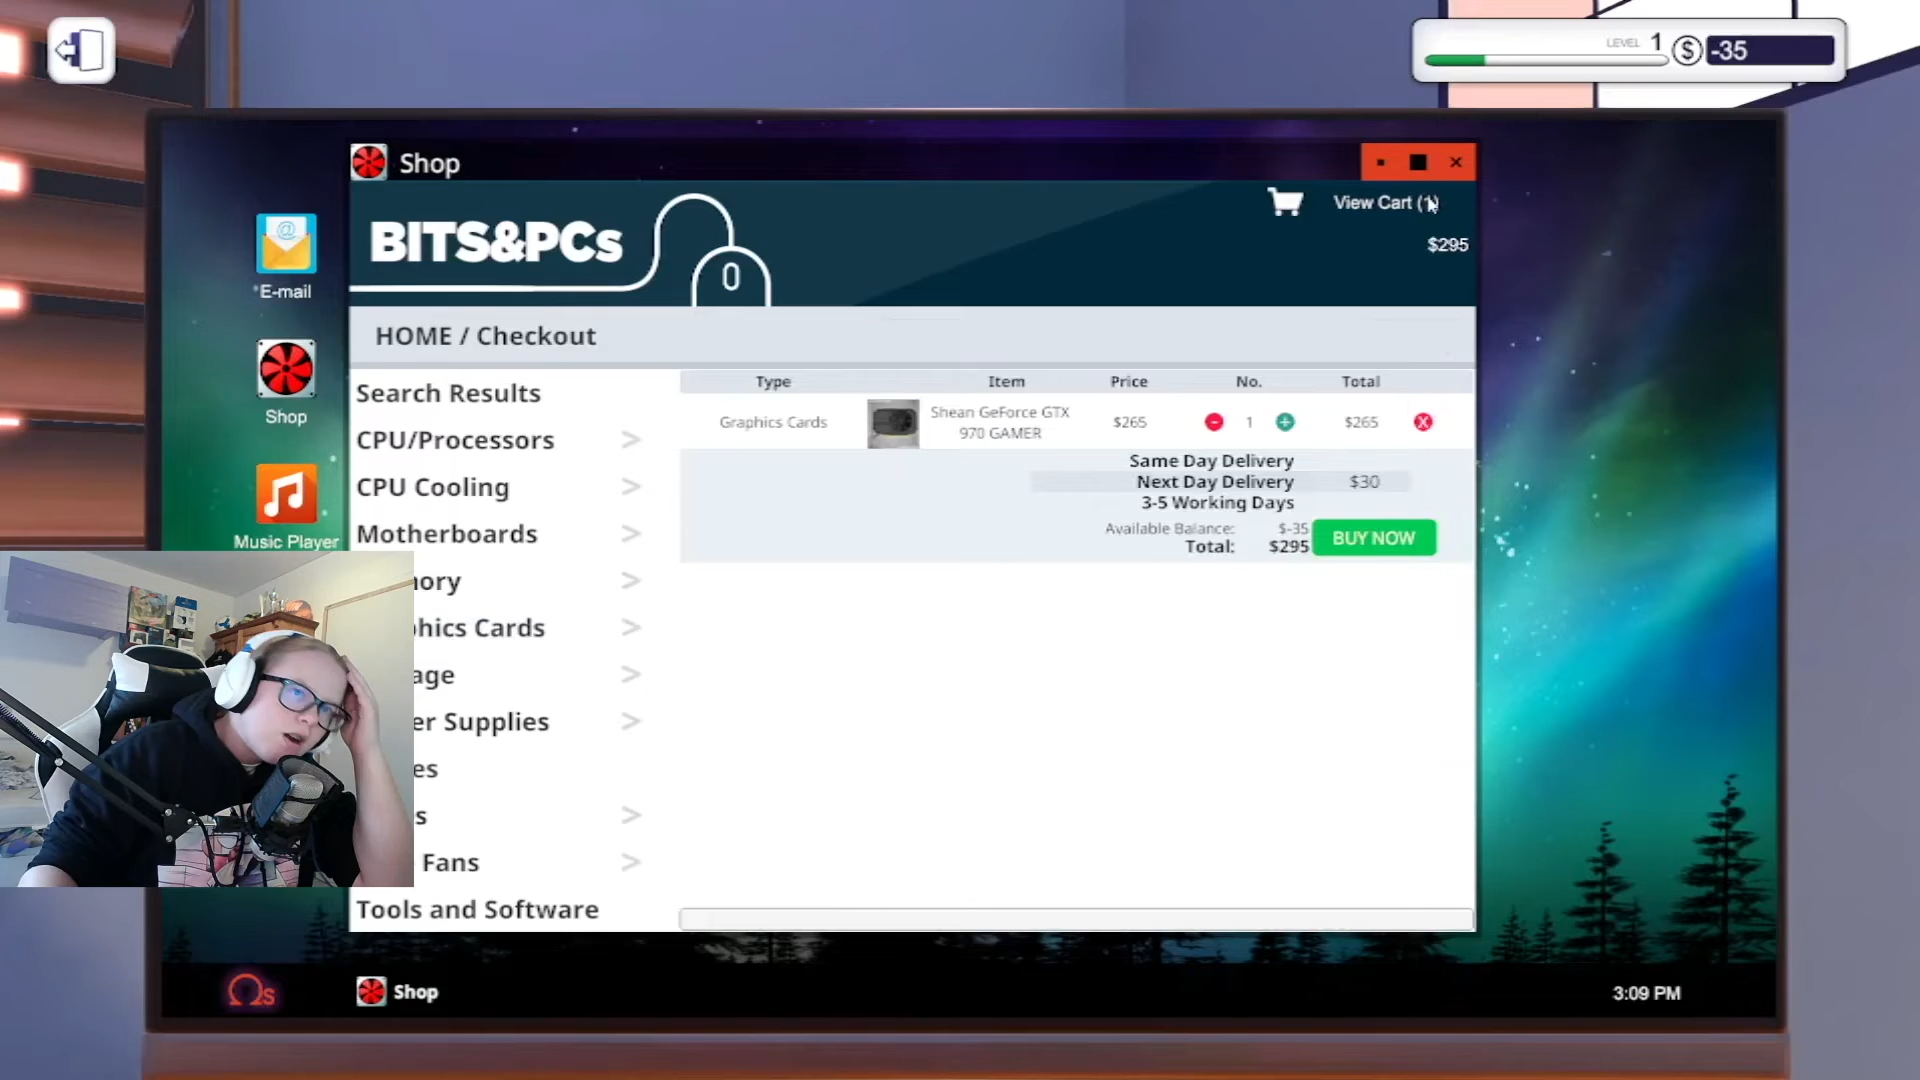 LEVEL 1 $ -35
Shop
View Cart (1)
BITS&PCs
$295
E-mail
HOME / Checkout
Shop
Search Results
CPU/Processors >
CPU Cooling >
Motherboards >
Type Item Price No. Total
Graphics Cards Shean GeForce GTX 970 GAMER $265 - 1 + $265 X
Same Day Delivery
Next Day Delivery $30
3-5 Working Days
Available Balance: $-35
Total: $295
BUY NOW
Music Player
ory >
hics Cards >
age >
er Supplies >
es
s >
Fans >
Tools and Software
Ωs
Shop
3:09 PM